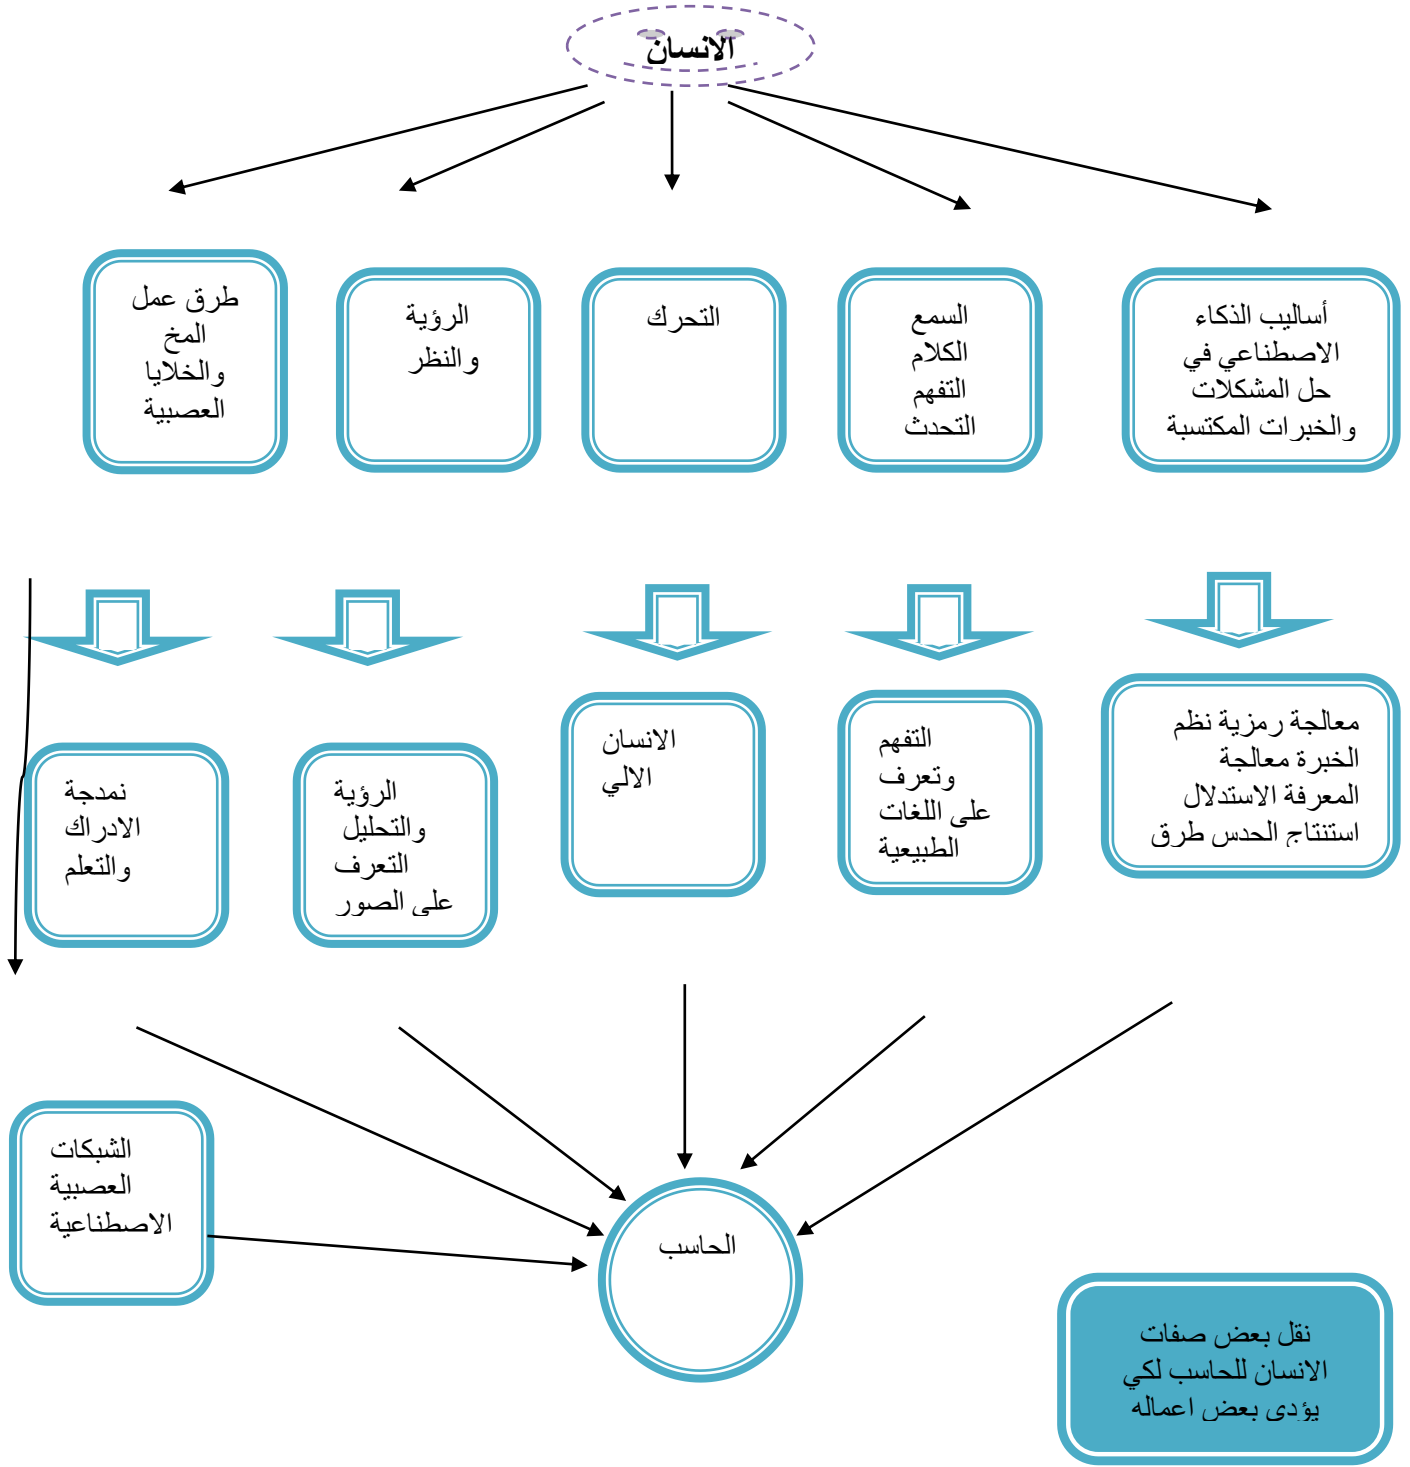 الانسان
أساليب الذكاء
الاصطناعي في
حل المشكلات
والخبرات المكتسبة
السمع
الكلام
التفهم
التحدث
التحرك
الرؤية
والنظر
طرق عمل
المخ
والخلايا
العصبية
معالجة رمزية نظم
الخبرة معالجة
المعرفة الاستدلال
استنتاج الحدس طرق
التفهم
وتعرف
على اللغات
الطبيعية
الانسان
الالي
الرؤية
والتحليل
التعرف
على الصور
نمدجة
الادراك
والتعلم
الشبكات
العصبية
الاصطناعية
الحاسب
نقل بعض صفات
الانسان للحاسب لكي
يؤدى بعض اعماله